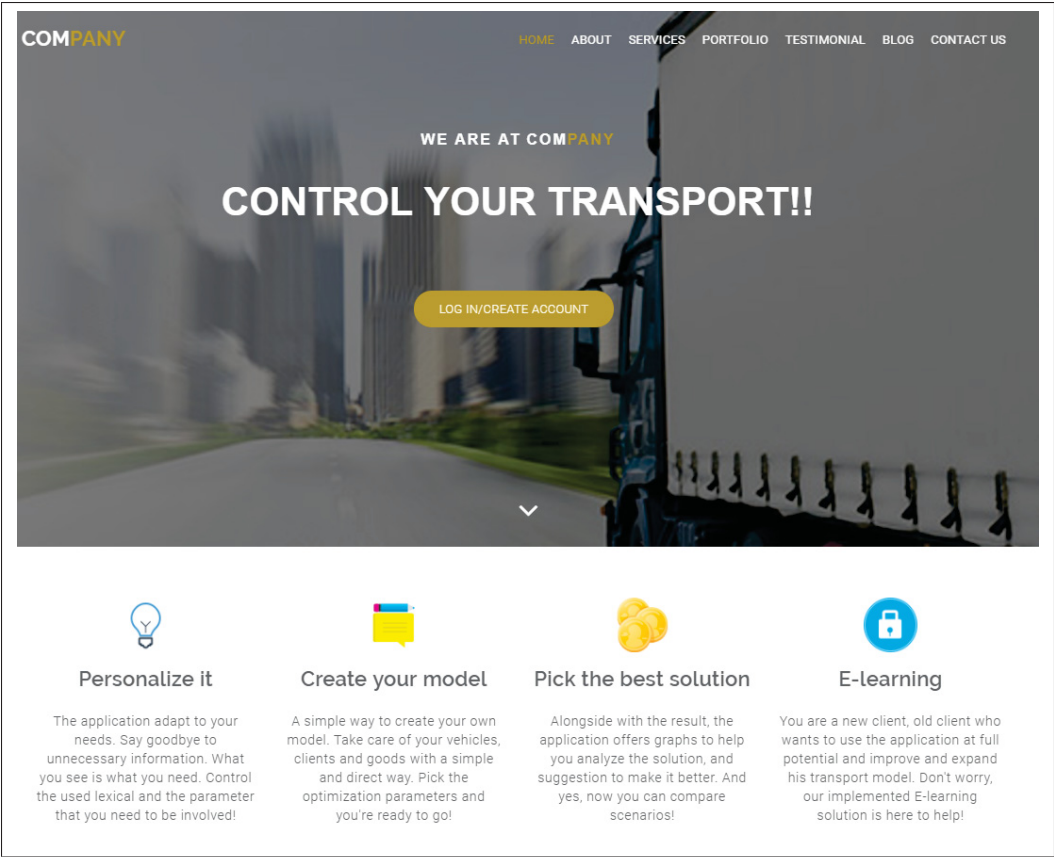 COMPANY
HOME ABOUT SERVICES PORTFOLIO TESTIMONIAL BLOG CONTACT US
WE ARE AT COMPANY
CONTROL YOUR TRANSPORT!!
LOG IN/CREATE ACCOUNT
Personalize it
The application adapt to your
needs. Say goodbye to
unnecessary information. What
you see is what you need. Control
the used lexical and the parameter
that you need to be involved!
Create your model
A simple way to create your own
model. Take care of your vehicles,
clients and goods with a simple
and direct way. Pick the
optimization parameters and
you're ready to go!
Pick the best solution
Alongside with the result, the
application offers graphs to help
you analyze the solution, and
suggestion to make it better. And
yes, now you can compare
scenarios!
E-learning
You are a new client, old client who
wants to use the application at full
potential and improve and expand
his transport model. Don't worry,
our implemented E-learning
solution is here to help!